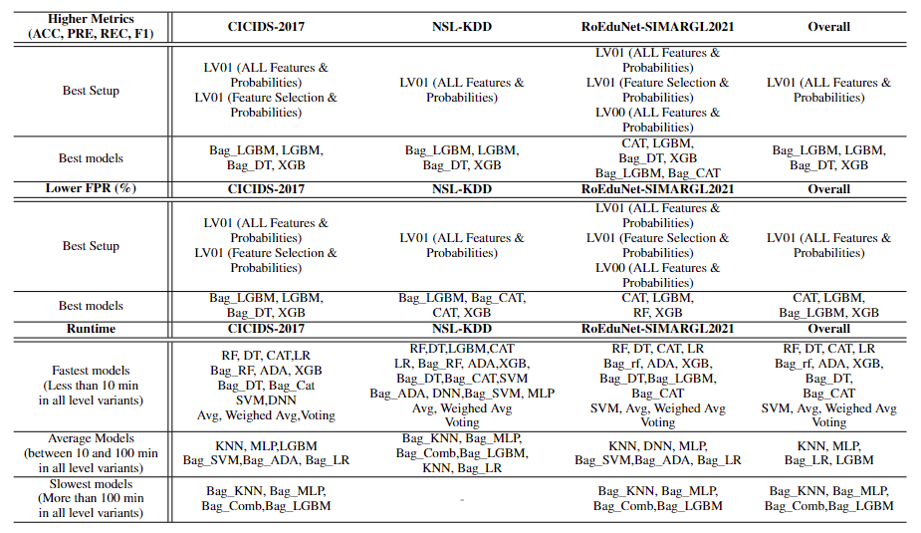 Higher Metrics
(ACC, PRE, REC, F1)
CICIDS-2017
NSL-KDD
RoEduNet-SIMARGL2021
Overall
Best Setup
LV01 (ALL Features &
Probabilities)
LV01 (Feature Selection &
Probabilities)
LV01 (ALL Features &
Probabilities)
LV01 (ALL Features &
Probabilities)
LV01 (Feature Selection &
Probabilities)
LV00 (ALL Features &
Probabilities)
LV01 (ALL Features &
Probabilities)
Best models
Bag_LGBM, LGBM,
Bag_DT, XGB
Bag_LGBM, LGBM,
Bag_DT, XGB
CAT, LGBM,
Bag_DT, XGB
Bag_LGBM, Bag_CAT
Bag_LGBM, LGBM,
Bag_DT, XGB
Lower FPR (%)
CICIDS-2017
NSL-KDD
RoEduNet-SIMARGL2021
Overall
Best Setup
LV01 (ALL Features &
Probabilities)
LV01 (Feature Selection &
Probabilities)
LV01 (ALL Features &
Probabilities)
LV01 (ALL Features &
Probabilities)
LV01 (Feature Selection &
Probabilities)
LV00 (ALL Features &
Probabilities)
LV01 (ALL Features &
Probabilities)
Best models
Bag_LGBM, LGBM,
Bag_DT, XGB
Bag_LGBM, Bag_CAT,
CAT, XGB
CAT, LGBM,
RF, XGB
CAT, LGBM,
Bag_LGBM, XGB
Runtime
CICIDS-2017
NSL-KDD
RoEduNet-SIMARGL2021
Overall
Fastest models
(Less than 10 min
in all level variants)
RF, DT, CAT,LR
Bag_RF, ADA, XGB
Bag_DT, Bag_Cat
SVM,DNN
Avg, Weighed Avg,Voting
RF,DT,LGBM,CAT
LR, Bag_RF, ADA,XGB,
Bag_DT,Bag_CAT,SVM
Bag_ADA, DNN,Bag_SVM, MLP
Avg, Weighed Avg
Voting
RF, DT, CAT, LR
Bag_rf, ADA, XGB,
Bag_DT,Bag_LGBM,
Bag_CAT
SVM, Avg, Weighed Avg
Voting
RF, DT, CAT, LR
Bag_rf, ADA, XGB,
Bag_DT,
Bag_CAT
SVM, Avg, Weighed Avg
Voting
Average Models
(between 10 and 100 min
in all level variants)
KNN, MLP,LGBM
Bag_SVM,Bag_ADA, Bag_LR
Bag_KNN, Bag_MLP,
Bag_Comb,Bag_LGBM,
KNN, Bag_LR
KNN, DNN, MLP,
Bag_SVM,Bag_ADA, Bag_LR
KNN, MLP,
Bag_LR, LGBM
Slowest models
(More than 100 min
in all level variants)
Bag_KNN, Bag_MLP,
Bag_Comb,Bag_LGBM
-
Bag_KNN, Bag_MLP,
Bag_Comb,Bag_LGBM
Bag_KNN, Bag_MLP,
Bag_Comb,Bag_LGBM